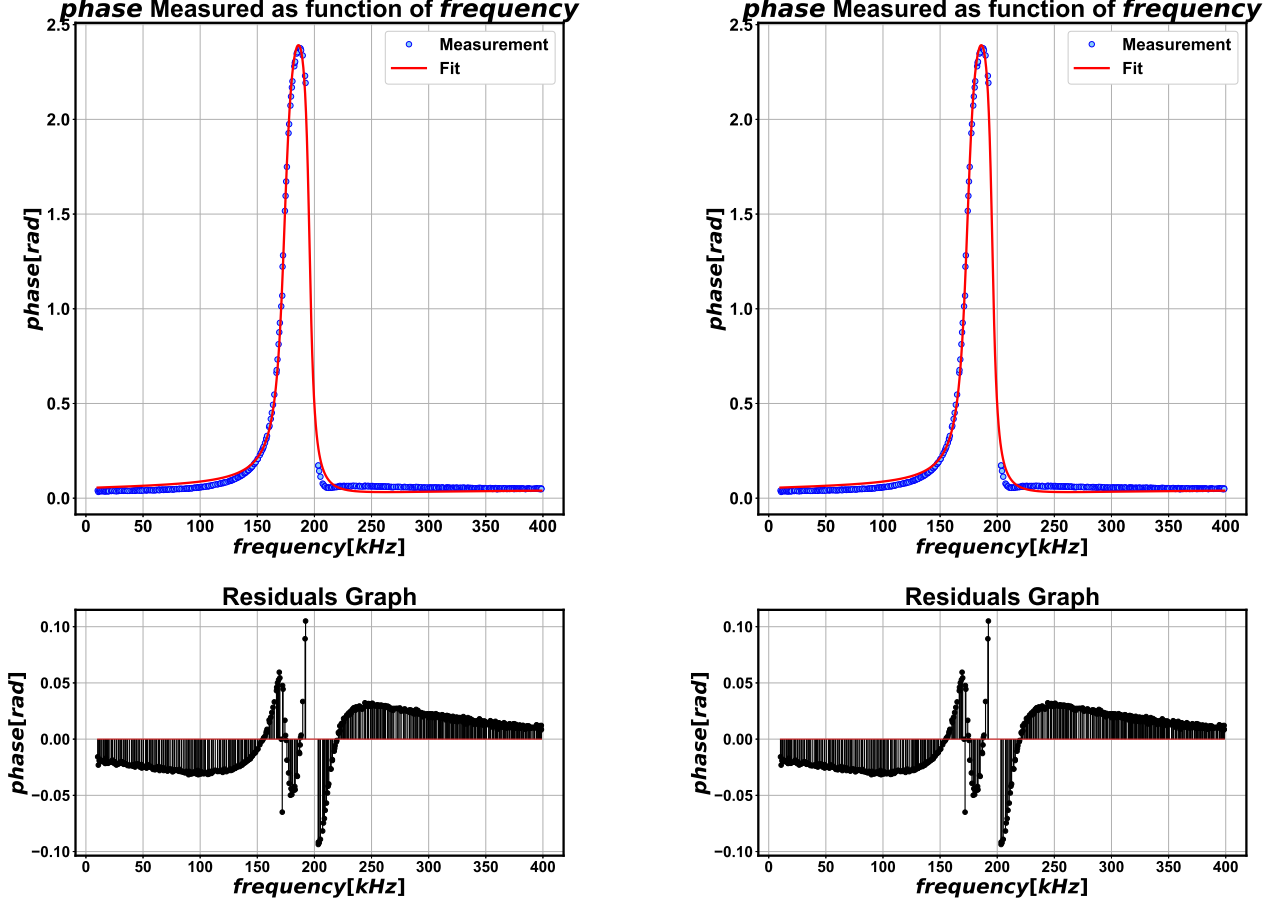 phase Measured as function of frequency
2.5
2.0
1.5
1.0
0.5
0.0
phase[rad]
Measurement
Fit
0 50 100 150 200 250 300 350 400
frequency[kHz]
Residuals Graph
0.10
0.05
0.00
−0.05
−0.10
phase[rad]
0 50 100 150 200 250 300 350 400
frequency[kHz]
phase Measured as function of frequency
2.5
2.0
1.5
1.0
0.5
0.0
phase[rad]
Measurement
Fit
0 50 100 150 200 250 300 350 400
frequency[kHz]
Residuals Graph
0.10
0.05
0.00
−0.05
−0.10
phase[rad]
0 50 100 150 200 250 300 350 400
frequency[kHz]